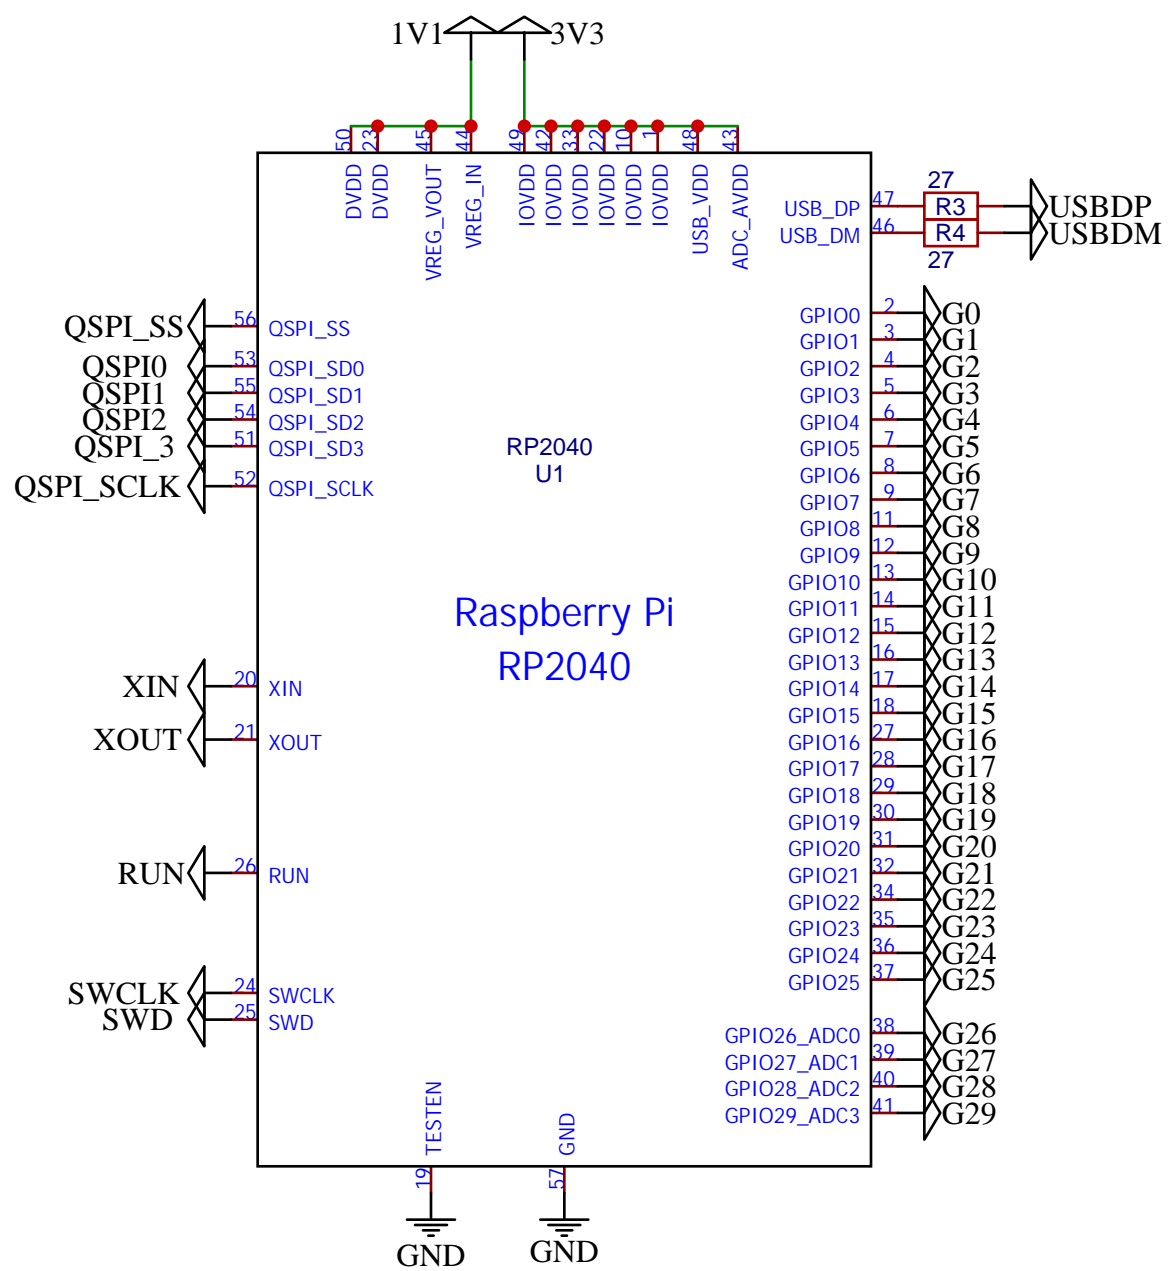 1V1 3V3
50 23 45 44 49 42 33 22 10 1 48 43
DVDD DVDD VREG_VOUT VREG_IN IOVDD IOVDD IOVDD IOVDD IOVDD IOVDD USB_VDD ADC_AVDD
27
USB_DP 47 R3 USBDP
USB_DM 46 R4 USBDM
27
QSPI_SS 56 QSPI_SS
QSPI0 53 QSPI_SD0
QSPI1 55 QSPI_SD1
QSPI2 54 QSPI_SD2
QSPI_3 51 QSPI_SD3
QSPI_SCLK 52 QSPI_SCLK
XIN 20 XIN
XOUT 21 XOUT
RUN 26 RUN
SWCLK 24 SWCLK
SWD 25 SWD
RP2040
U1
Raspberry Pi
RP2040
GPIO0 2 G0
GPIO1 3 G1
GPIO2 4 G2
GPIO3 5 G3
GPIO4 6 G4
GPIO5 7 G5
GPIO6 8 G6
GPIO7 9 G7
GPIO8 11 G8
GPIO9 12 G9
GPIO10 13 G10
GPIO11 14 G11
GPIO12 15 G12
GPIO13 16 G13
GPIO14 17 G14
GPIO15 18 G15
GPIO16 27 G16
GPIO17 28 G17
GPIO18 29 G18
GPIO19 30 G19
GPIO20 31 G20
GPIO21 32 G21
GPIO22 34 G22
GPIO23 35 G23
GPIO24 36 G24
GPIO25 37 G25
GPIO26_ADC0 38 G26
GPIO27_ADC1 39 G27
GPIO28_ADC2 40 G28
GPIO29_ADC3 41 G29
TESTEN GND
19 57
GND GND